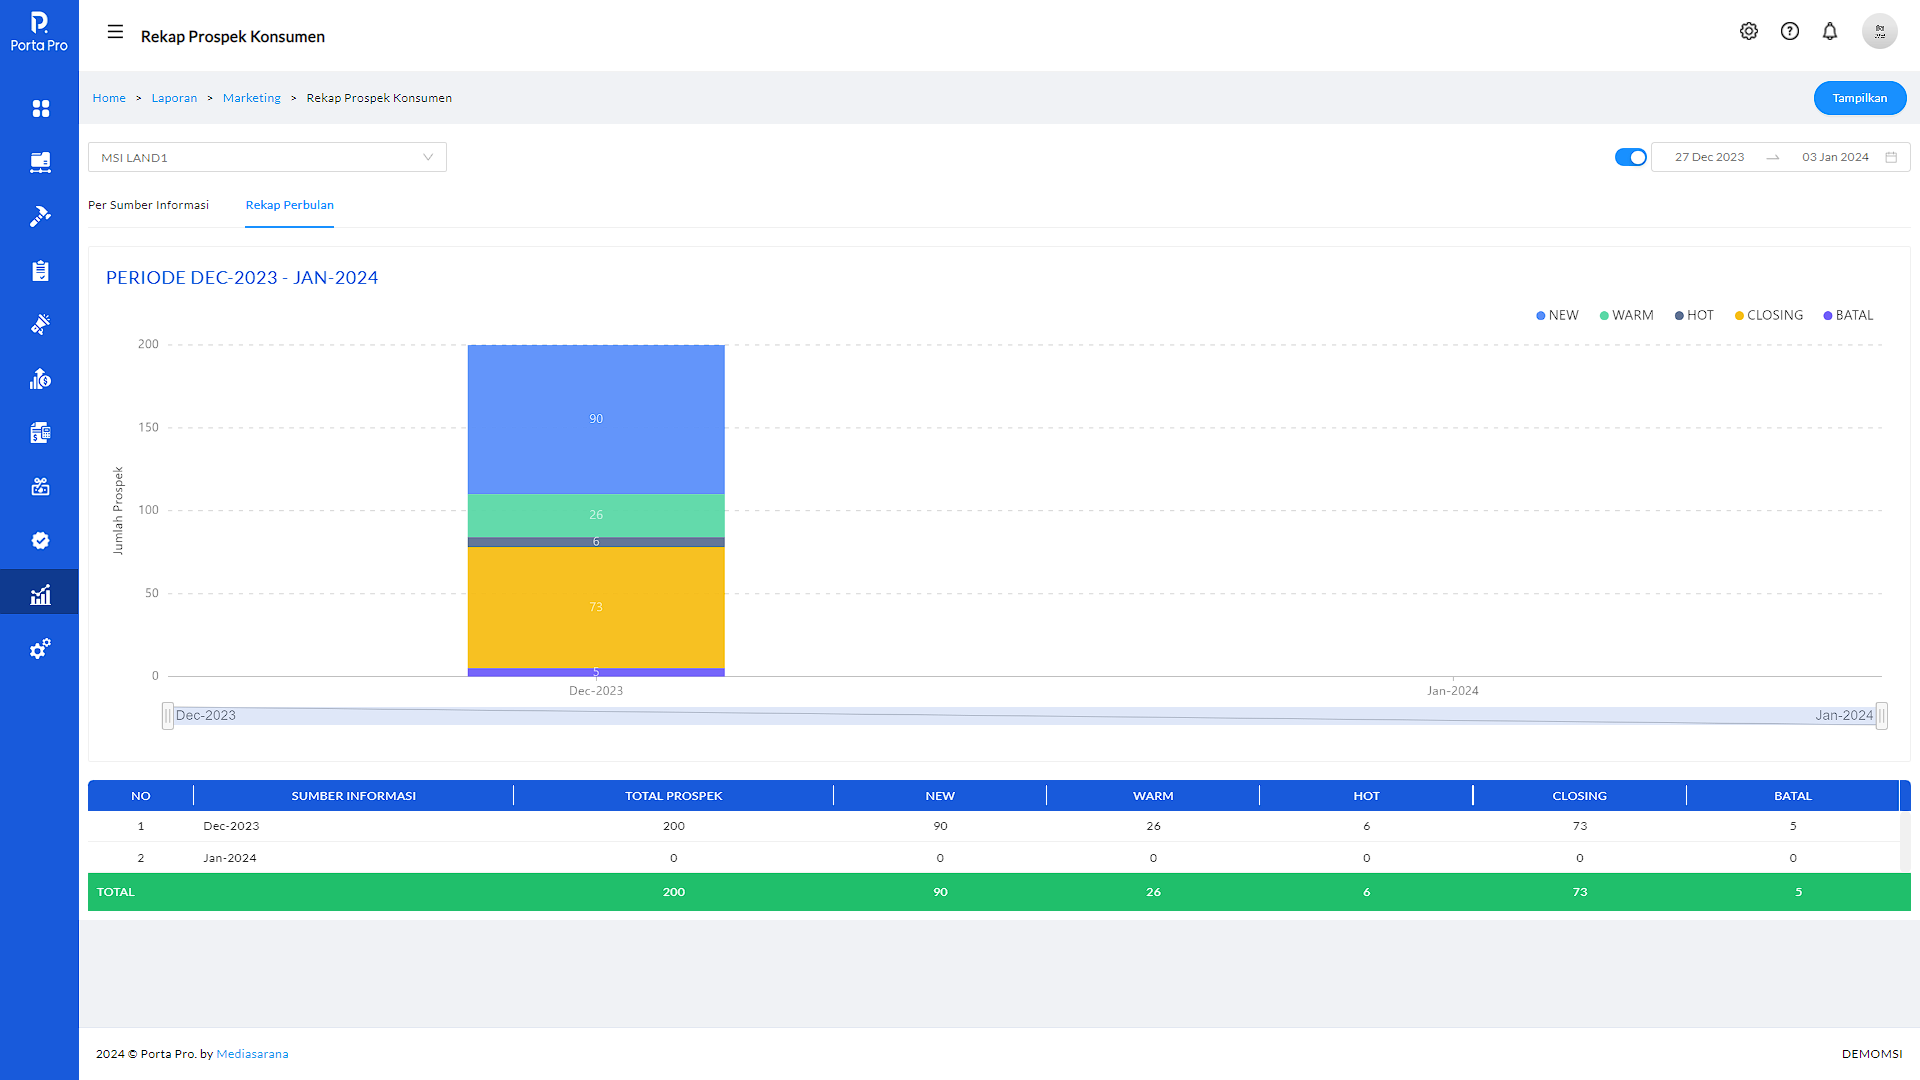 Porta Pro
Rekap Prospek Konsumen
Home > Laporan > Marketing > Rekap Prospek Konsumen
Tampilkan
MSI LAND1
27 Dec 2023 → 03 Jan 2024
Per Sumber Informasi
Rekap Perbulan
PERIODE DEC-2023 - JAN-2024
NEW WARM HOT CLOSING BATAL
Jumlah Prospek
200
150
100
50
0
90
26
6
73
5
Dec-2023 Jan-2024
Dec-2023 Jan-2024
NO SUMBER INFORMASI TOTAL PROSPEK NEW WARM HOT CLOSING BATAL
1 Dec-2023 200 90 26 6 73 5
2 Jan-2024 0 0 0 0 0 0
TOTAL 200 90 26 6 73 5
2024 © Porta Pro. by Mediasarana
DEMOMSI